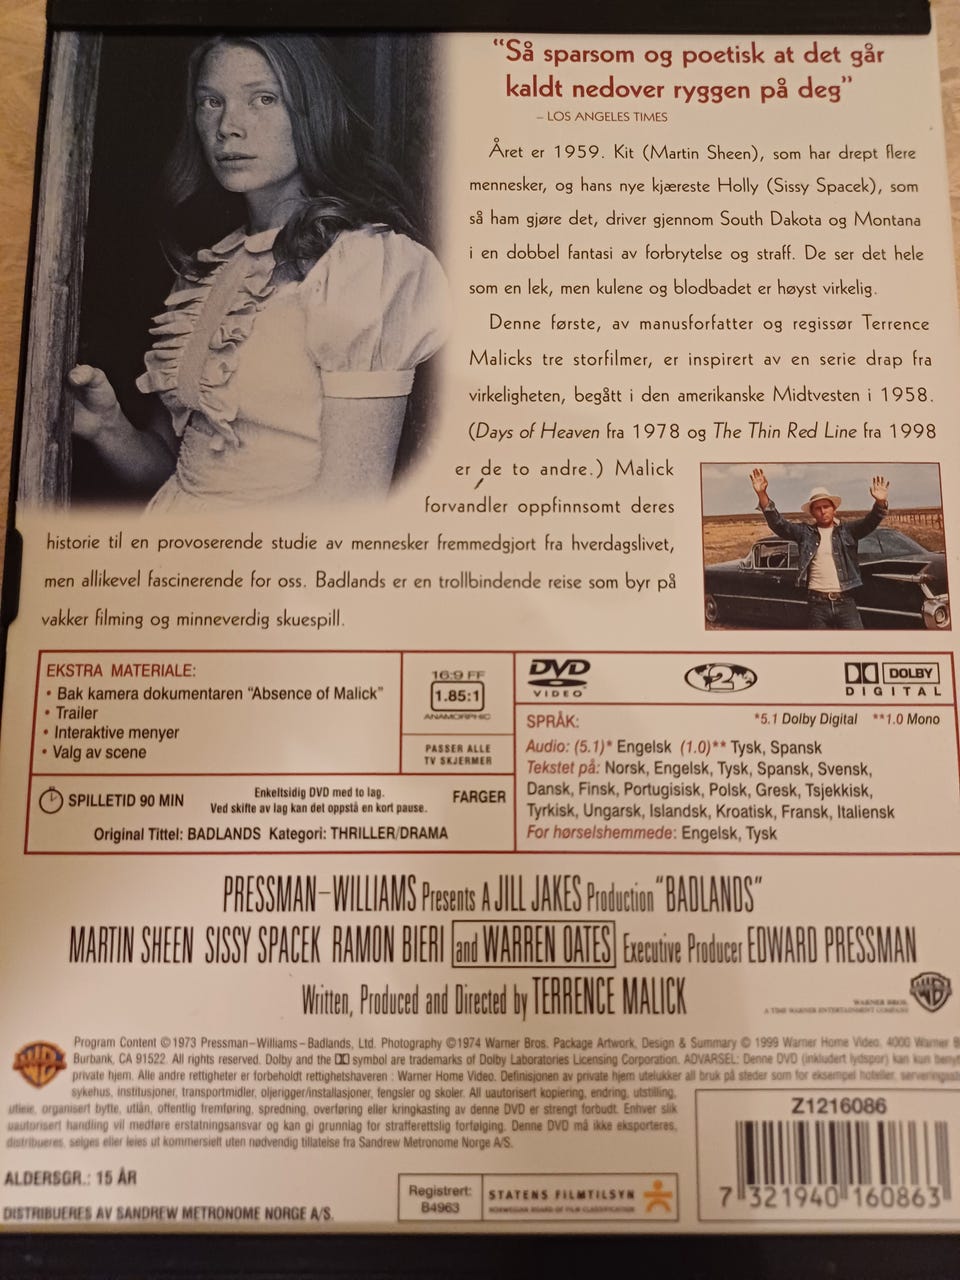 “Så sparsom og poetisk at det går
kaldt nedover ryggen på deg”
– LOS ANGELES TIMES
Året er 1959. Kit (Martin Sheen), som har drept flere
mennesker, og hans nye kjæreste Holly (Sissy Spacek), som
så ham gjøre det, driver gjennom South Dakota og Montana
i en dobbel fantasi av forbrytelse og straff. De ser det hele
som en lek, men kulene og blodbadet er høyst virkelig.
Denne første, av manusforfatter og regissør Terrence
Malicks tre storfilmer, er inspirert av en serie drap fra
virkeligheten, begått i den amerikanske Midtvesten i 1958.
(Days of Heaven fra 1978 og The Thin Red Line fra 1998
er de to andre.) Malick
forvandler oppfinnsomt deres
historie til en provoserende studie av mennesker fremmedgjort fra hverdagslivet,
men allikevel fascinerende for oss. Badlands er en trollbindende reise som byr på
vakker filming og minneverdig skuespill.
EKSTRA MATERIALE:
• Bak kamera dokumentaren “Absence of Malick”
• Trailer
• Interaktive menyer
• Valg av scene
16:9 FF
1.85:1
ANAMORPHIC
PASSER ALLE
TV SKJERMER
SPILLETID 90 MIN
Enkeltsidig DVD med to lag.
Ved skifte av lag kan det oppstå en kort pause.
FARGER
Original Tittel: BADLANDS Kategori: THRILLER/DRAMA
DVD
VIDEO
2
DOLBY
DIGITAL
SPRÅK:
*5.1 Dolby Digital **1.0 Mono
Audio: (5.1)* Engelsk (1.0)** Tysk, Spansk
Tekstet på: Norsk, Engelsk, Tysk, Spansk, Svensk,
Dansk, Finsk, Portugisisk, Polsk, Gresk, Tsjekkisk,
Tyrkisk, Ungarsk, Islandsk, Kroatisk, Fransk, Italiensk
For hørselshemmede: Engelsk, Tysk
PRESSMAN–WILLIAMS Presents A JILL JAKES Production “BADLANDS”
MARTIN SHEEN SISSY SPACEK RAMON BIERI and WARREN OATES Executive Producer EDWARD PRESSMAN
Written, Produced and Directed by TERRENCE MALICK
WARNER BROS.
A TIME WARNER ENTERTAINMENT COMPANY
WB
WB
Program Content ©1973 Pressman–Williams–Badlands, Ltd. Photography ©1974 Warner Bros. Package Artwork, Design & Summary © 1999 Warner Home Video. 4000 Warner
Burbank, CA 91522. All rights reserved. Dolby and the symbol are trademarks of Dolby Laboratories Licensing Corporation. ADVARSEL: Denne DVD (inkludert lydspor) kan kun
private hjem. Alle andre rettigheter er forbeholdt rettighetshaveren : Warner Home Video. Definisjonen av private hjem utelukker all bruk på steder som for eksempel hoteller,
sykehus, institusjoner, transportmidler, oljerigger/installasjoner, fengsler og skoler. All uautorisert kopiering, endring, utstilling,
utleie, organisert bytte, utlån, offentlig fremføring, spredning, overføring eller kringkasting av denne DVD er strengt forbudt. Enhver slik
uautorisert handling vil medføre erstatningsansvar og kan gi grunnlag for strafferettslig forfølging. Denne DVD må ikke eksporteres,
distribueres, selges eller leies ut kommersielt uten nødvendig tillatelse fra Sandrew Metronome Norge A/S.
ALDERSGR.: 15 ÅR
DISTRIBUERES AV SANDREW METRONOME NORGE A/S.
Registrert:
B4963
STATENS FILMTILSYN
NORWEGIAN BOARD OF FILM CLASSIFICATION
Z1216086
7 321940 160863